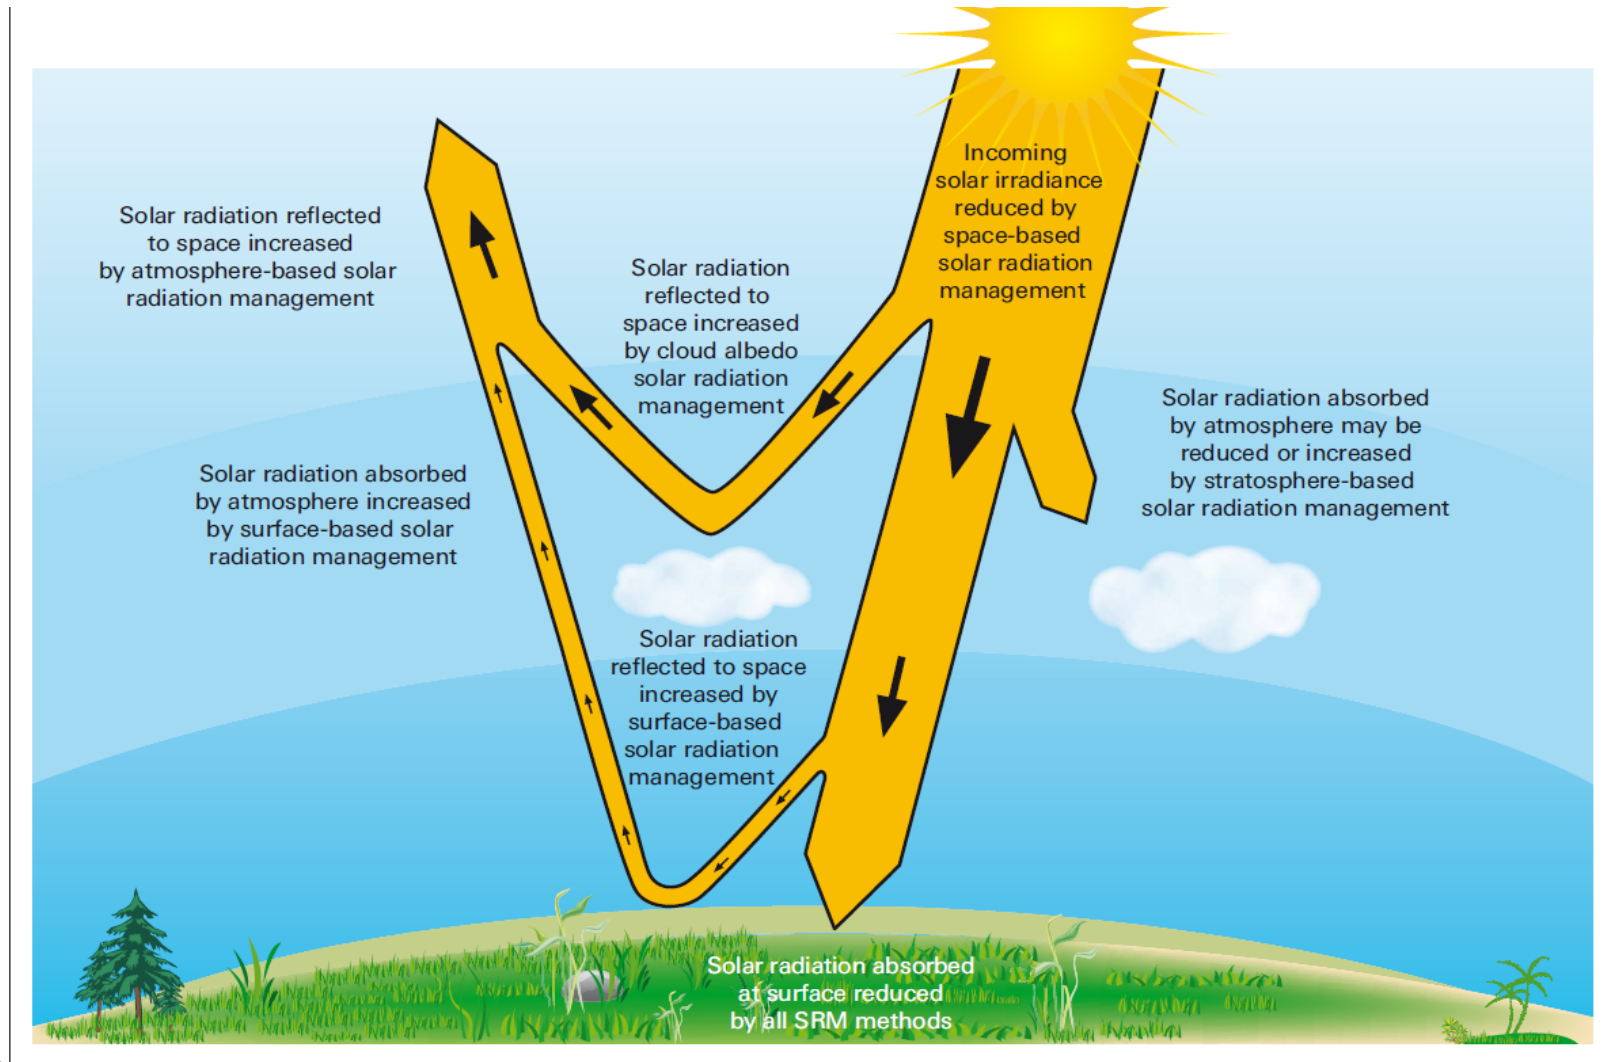 Incoming
solar irradiance
reduced by
space-based
solar radiation
management
Solar radiation reflected
to space increased
by atmosphere-based solar
radiation management
Solar radiation
reflected to
space increased
by cloud albedo
solar radiation
management
Solar radiation absorbed
by atmosphere may be
reduced or increased
by stratosphere-based
solar radiation management
Solar radiation absorbed
by atmosphere increased
by surface-based solar
radiation management
Solar radiation
reflected to space
increased by
surface-based
solar radiation
management
Solar radiation absorbed
at surface reduced
by all SRM methods